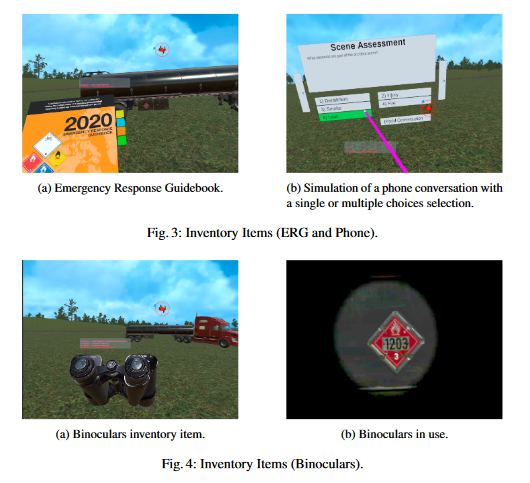 2020
EMERGENCY RESPONSE
GUIDEBOOK
Scene Assessment
(a) Emergency Response Guidebook.
(b) Simulation of a phone conversation with
a single or multiple choices selection.
Fig. 3: Inventory Items (ERG and Phone).
1203
3
(a) Binoculars inventory item.
(b) Binoculars in use.
Fig. 4: Inventory Items (Binoculars).